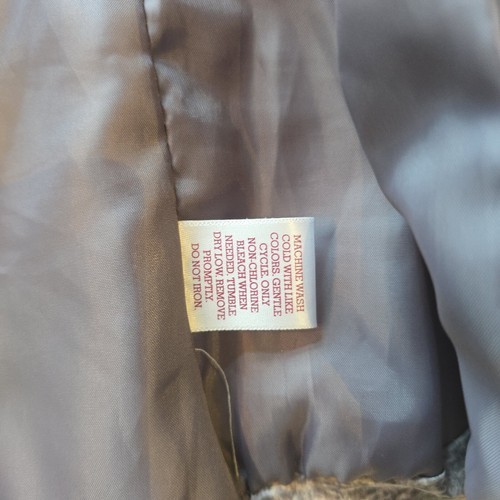 MACHINE WASH
COLD WITH LIKE
COLORS. GENTLE
CYCLE. ONLY
NON-CHLORINE
BLEACH WHEN
NEEDED. TUMBLE
DRY LOW. REMOVE
PROMPTLY.
DO NOT IRON.